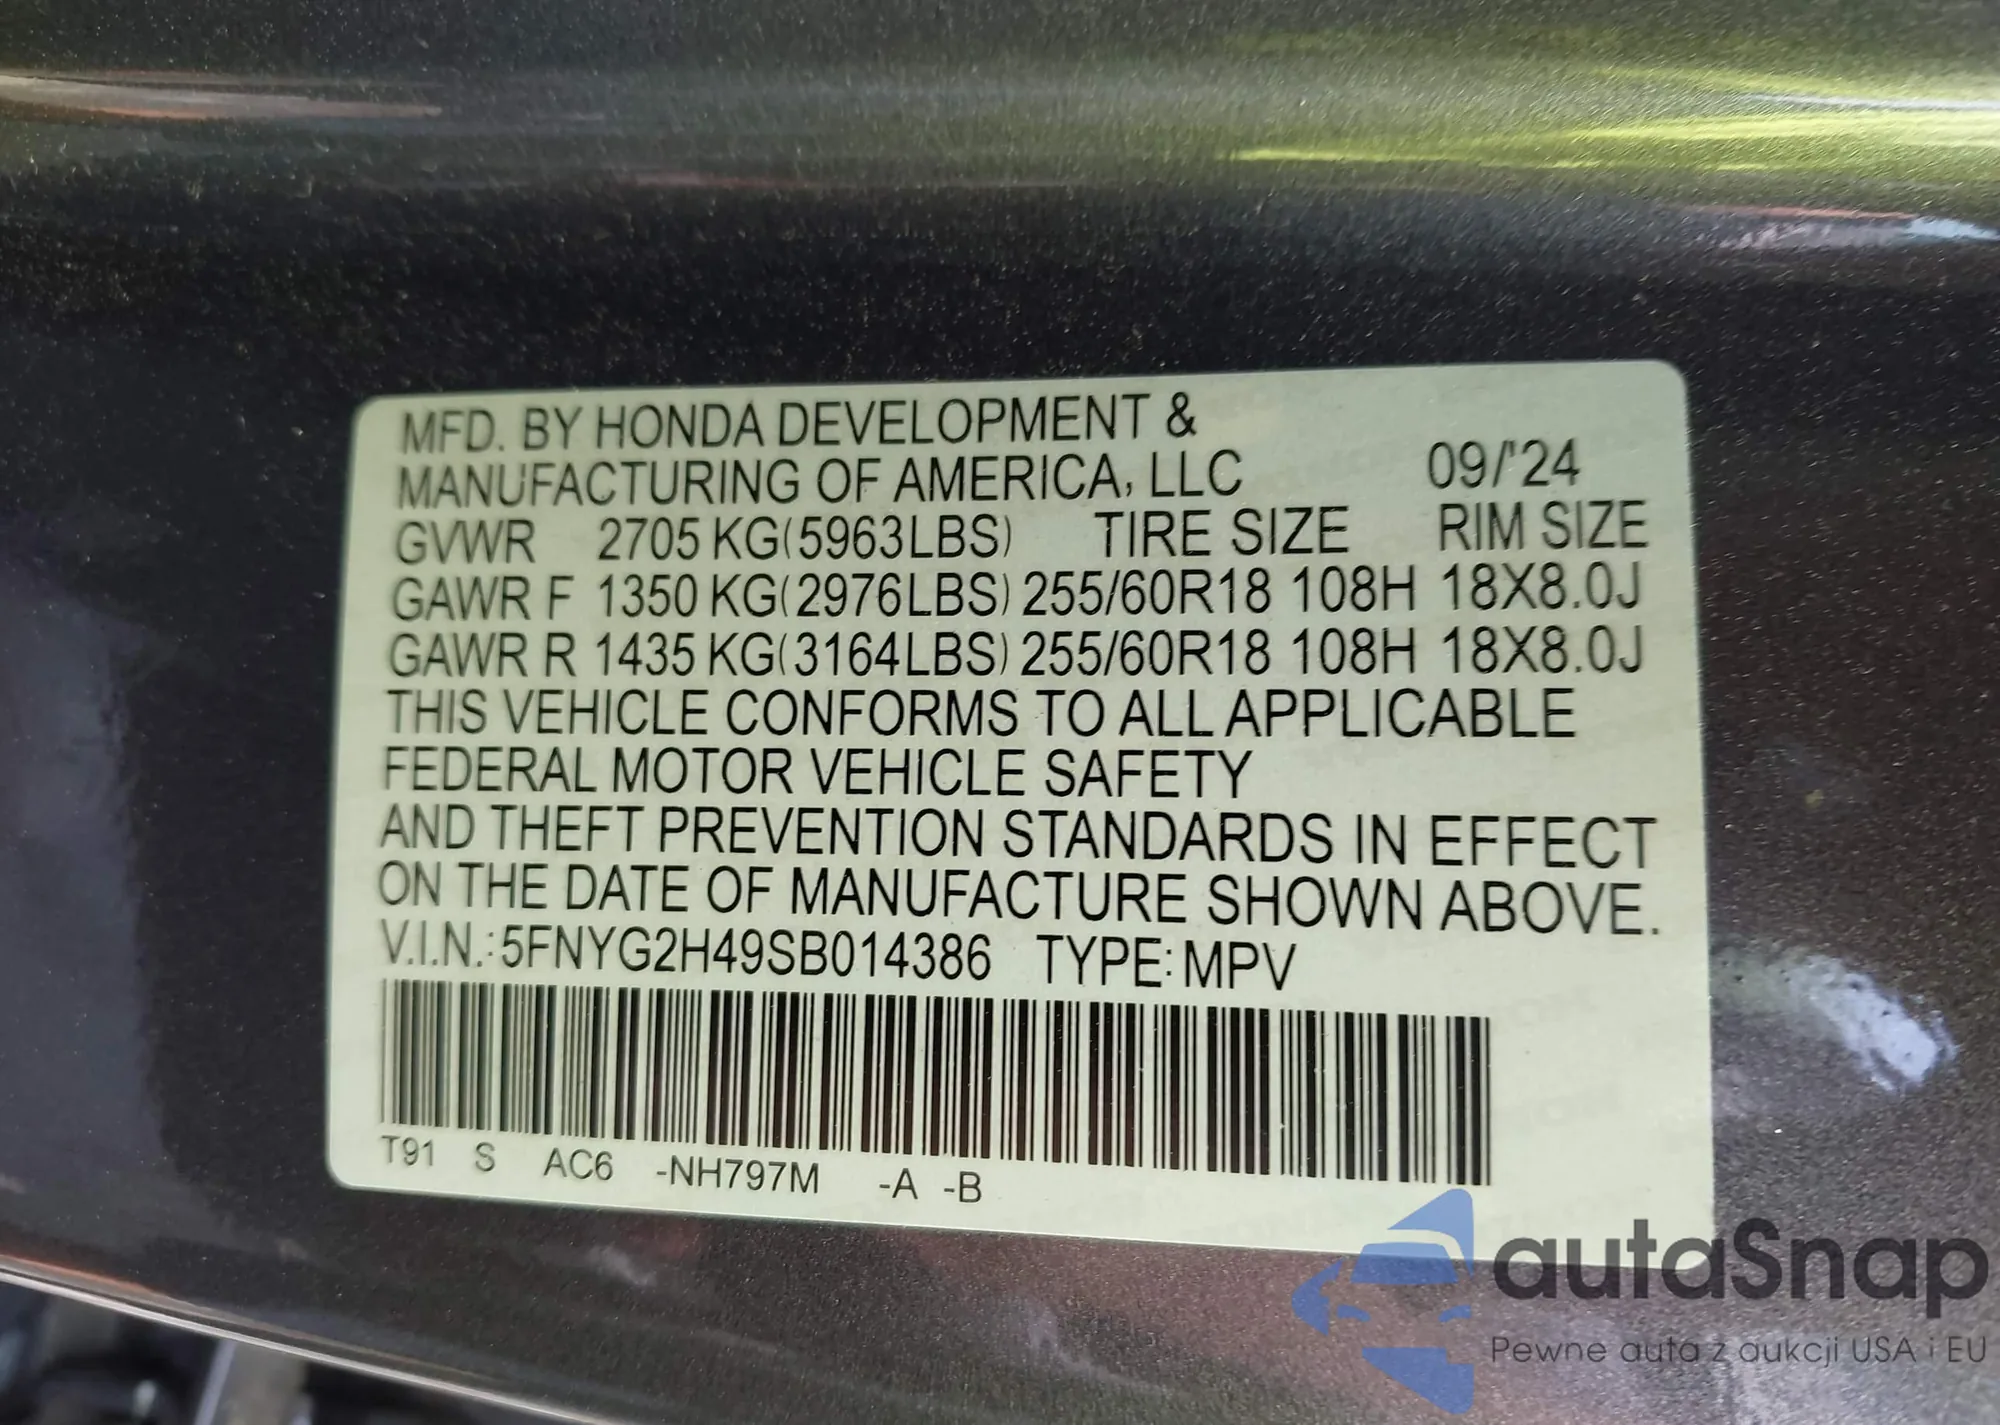 MFD. BY HONDA DEVELOPMENT &
MANUFACTURING OF AMERICA, LLC 09/'24
GVWR 2705 KG(5963LBS) TIRE SIZE RIM SIZE
GAWR F 1350 KG(2976LBS) 255/60R18 108H 18X8.0J
GAWR R 1435 KG(3164LBS) 255/60R18 108H 18X8.0J
THIS VEHICLE CONFORMS TO ALL APPLICABLE
FEDERAL MOTOR VEHICLE SAFETY
AND THEFT PREVENTION STANDARDS IN EFFECT
ON THE DATE OF MANUFACTURE SHOWN ABOVE.
V.I.N.:5FNYG2H49SB014386 TYPE:MPV
T91 S AC6 -NH797M -A -B
autaSnap
Pewne auta z aukcji USA i EU